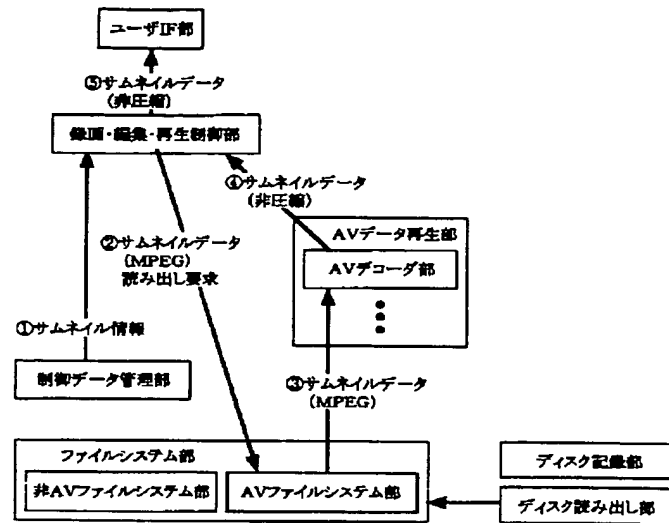 ユーザIF部
⑤サムネイルデータ
(非圧縮)
録画・編集・再生制御部
④サムネイルデータ
(非圧縮)
②サムネイルデータ
(MPEG)
読み出し要求
AVデータ再生部
AVデコーダ部
①サムネイル情報
制御データ管理部
③サムネイルデータ
(MPEG)
ファイルシステム部
非AVファイルシステム部
AVファイルシステム部
ディスク記録部
ディスク読み出し部